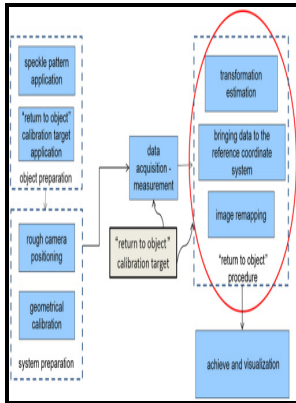 speckle pattern
application
"return to object"
calibration target
application
object preparation
rough camera
positioning
geometrical
calibration
system preparation
data
acquisition -
measurement
"return to object"
calibration target
transformation
estimation
bringing data to the
reference coordinate
system
image remapping
"return to object"
procedure
achieve and visualization